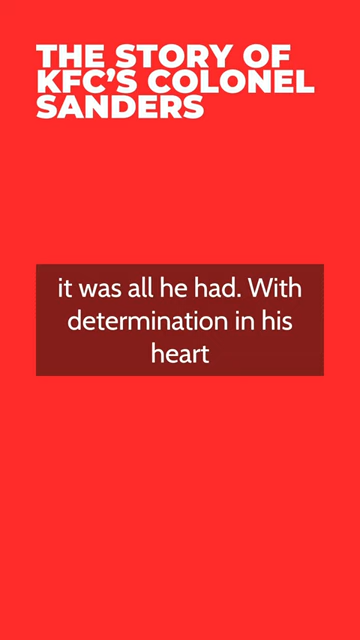 THE STORY OF
KFC'S COLONEL
SANDERS
it was all he had. With
determination in his
heart